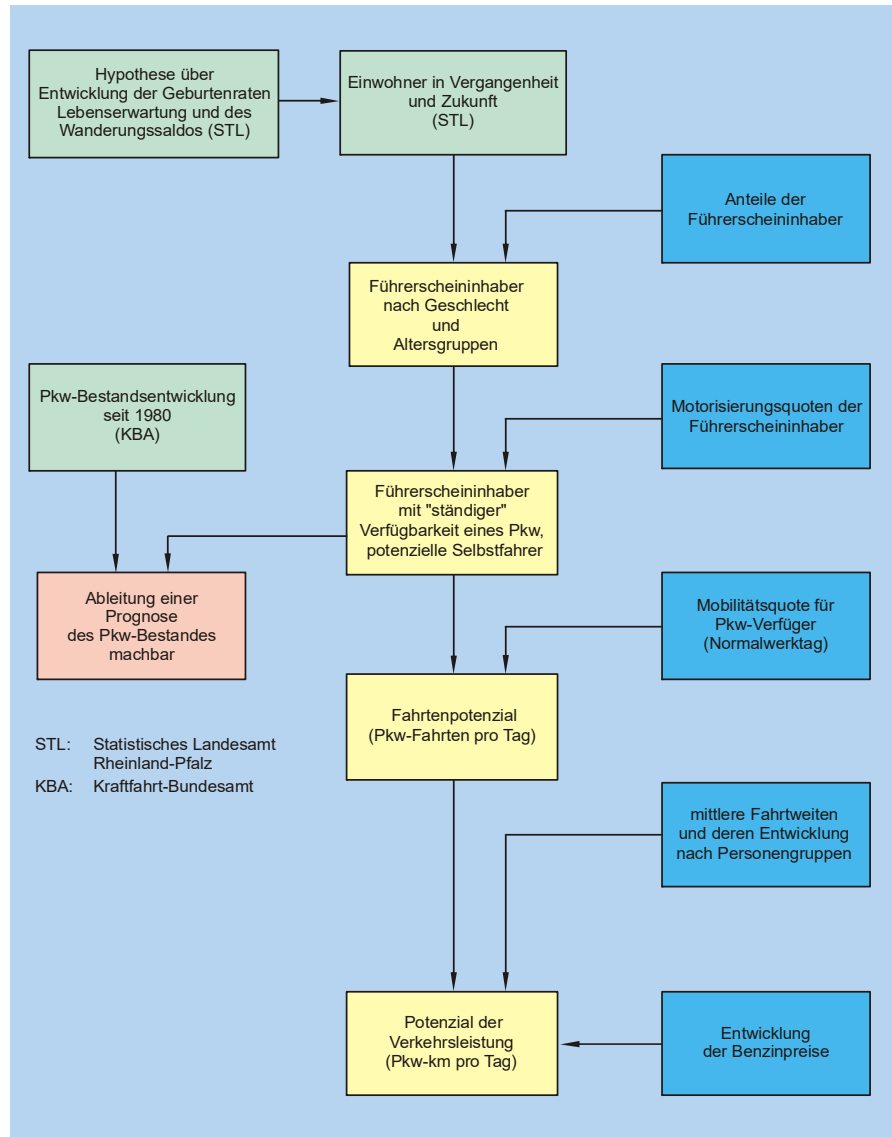 Hypothese über
Entwicklung der Geburtenraten
Lebenserwartung und des
Wanderungssaldos (STL)
Einwohner in Vergangenheit
und Zukunft
(STL)
Anteile der
Führerscheininhaber
Führerscheininhaber
nach Geschlecht
und
Altersgruppen
Pkw-Bestandsentwicklung
seit 1980
(KBA)
Motorisierungsquoten der
Führerscheininhaber
Führerscheininhaber
mit "ständiger"
Verfügbarkeit eines Pkw,
potenzielle Selbstfahrer
Ableitung einer
Prognose
des Pkw-Bestandes
machbar
Mobilitätsquote für
Pkw-Verfüger
(Normalwerktag)
Fahrtenpotenzial
(Pkw-Fahrten pro Tag)
STL: Statistisches Landesamt
Rheinland-Pfalz
KBA: Kraftfahrt-Bundesamt
mittlere Fahrtweiten
und deren Entwicklung
nach Personengruppen
Potenzial der
Verkehrsleistung
(Pkw-km pro Tag)
Entwicklung
der Benzinpreise